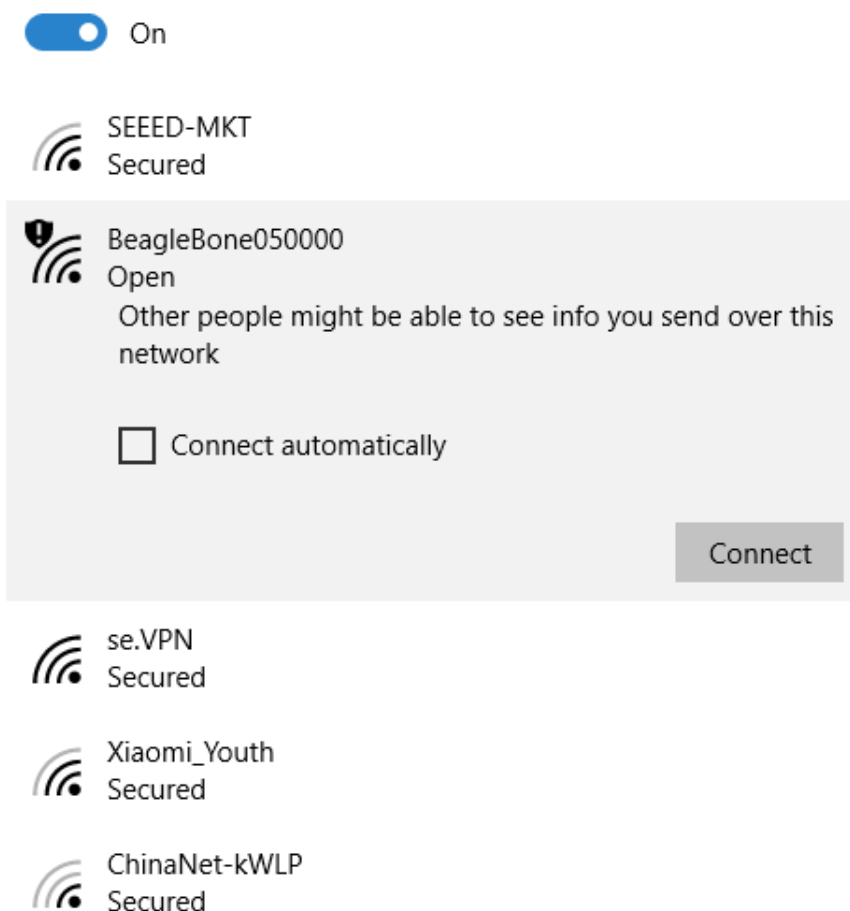 On
SEEED-MKT
Secured
BeagleBone050000
Open
Other people might be able to see info you send over this
network
Connect automatically
Connect
se.VPN
Secured
Xiaomi_Youth
Secured
ChinaNet-kWLP
Secured